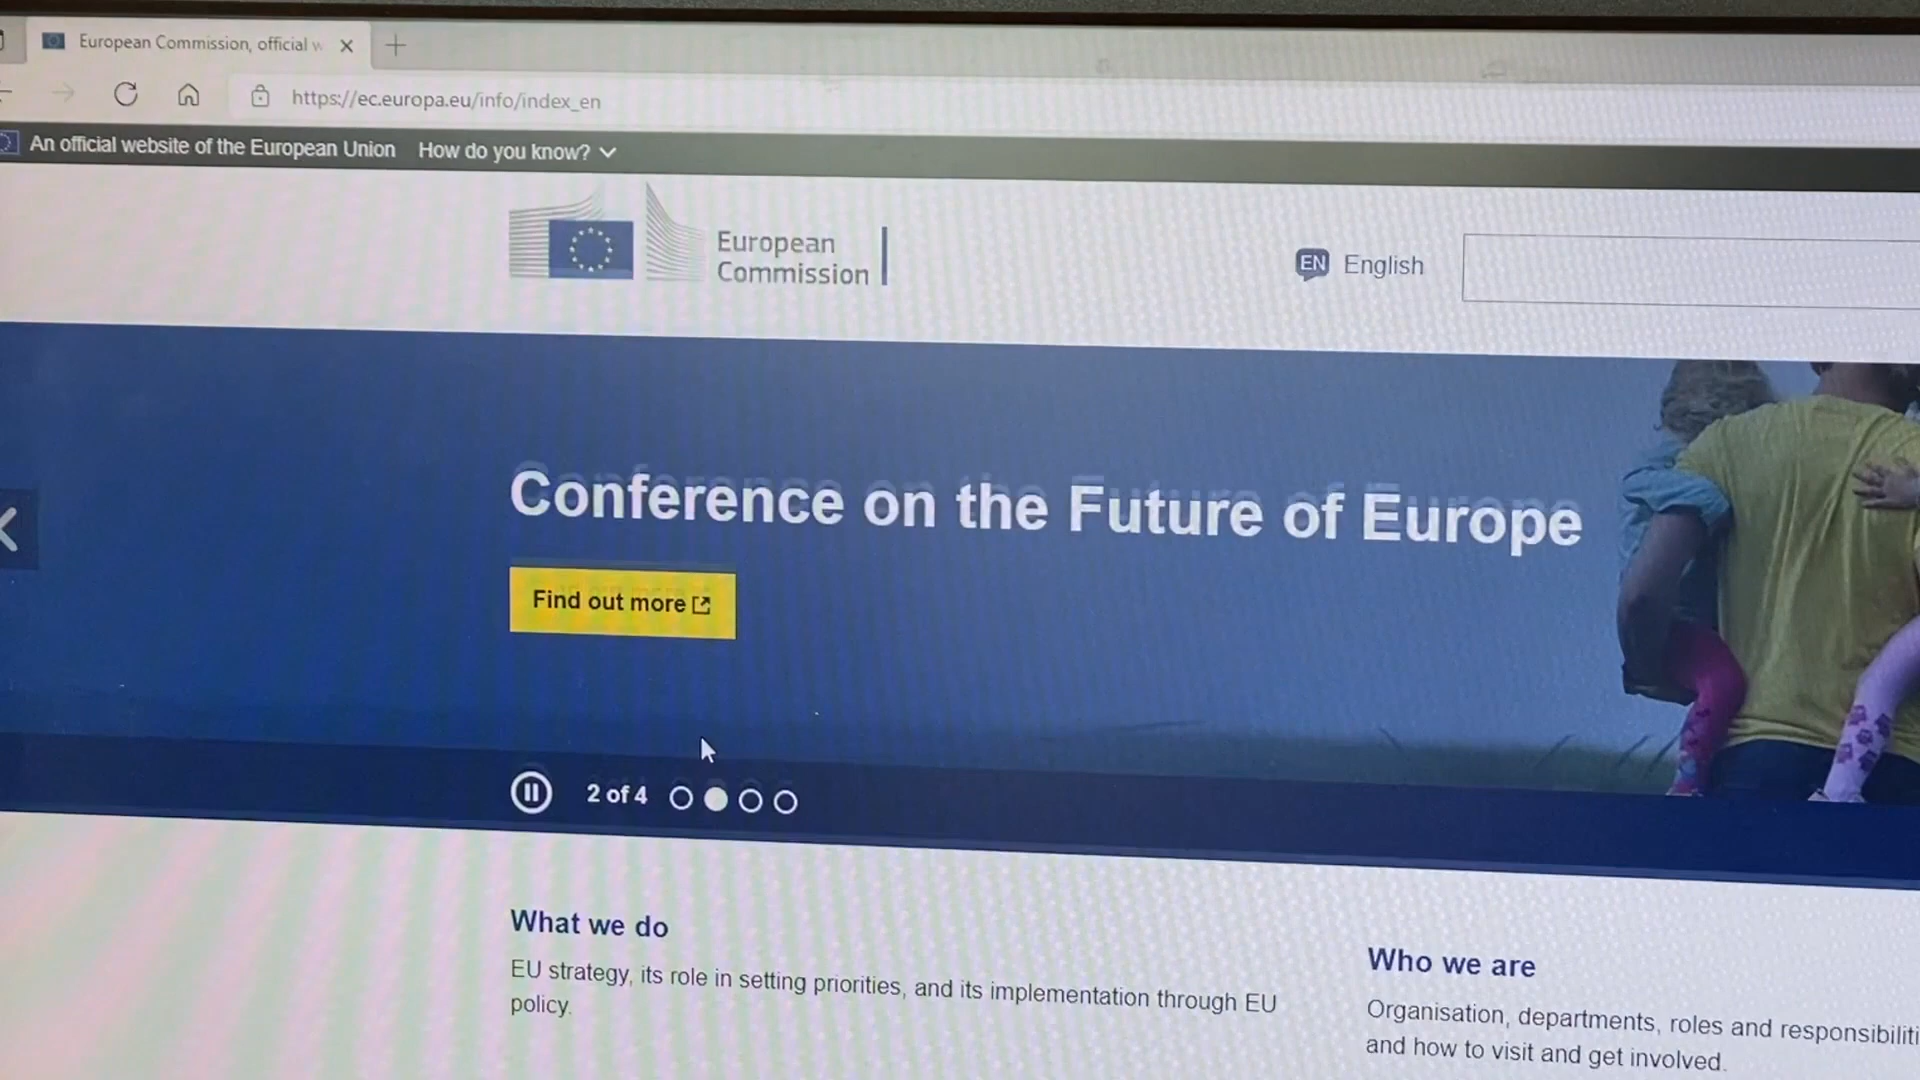 European Commission, official w
https://ec.europa.eu/info/index_en
An official website of the European Union How do you know?
European
Commission
EN English
Conference on the Future of Europe
Find out more
2 of 4
What we do
EU strategy, its role in setting priorities, and its implementation through EU
policy.
Who we are
Organisation, departments, roles and responsibiliti
and how to visit and get involved.